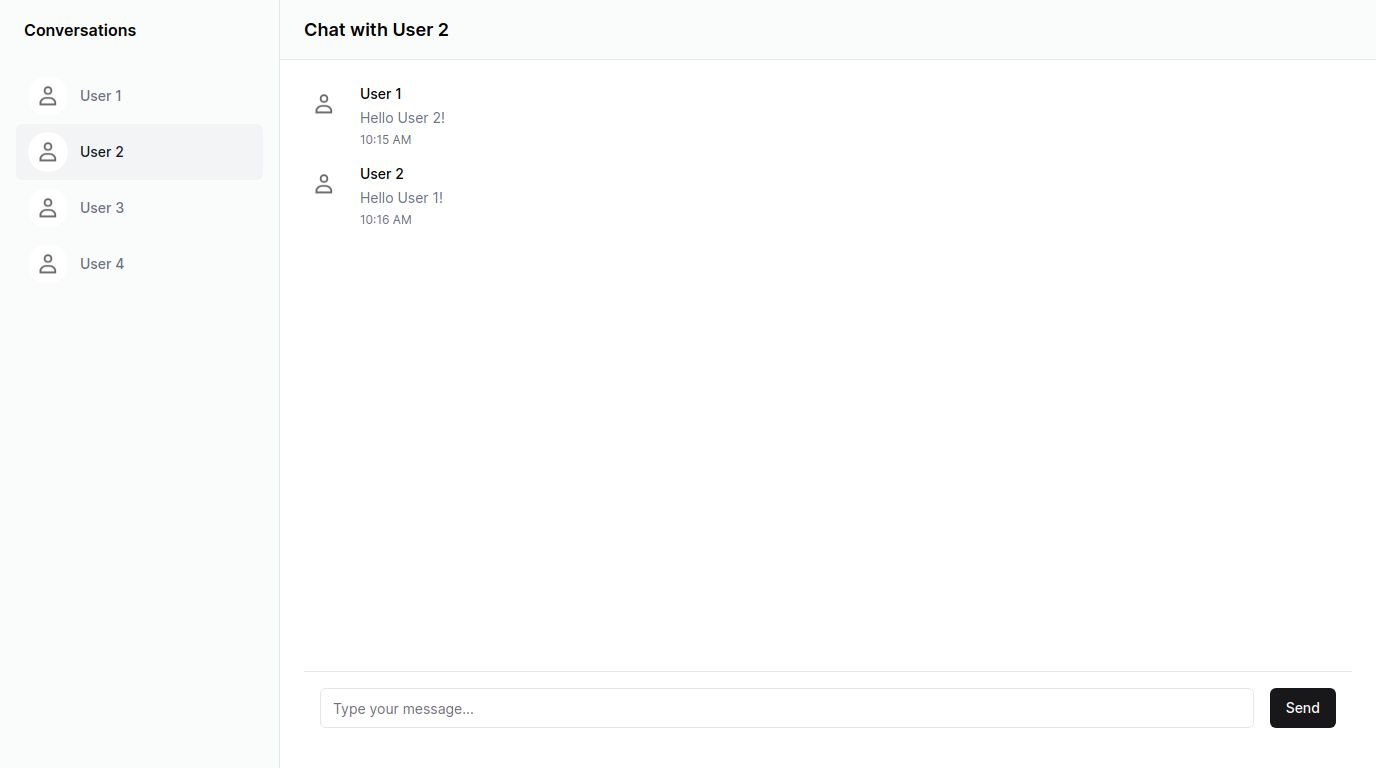 Conversations
User 1
User 2
User 3
User 4
Chat with User 2
User 1
Hello User 2!
10:15 AM
User 2
Hello User 1!
10:16 AM
Type your message...
Send